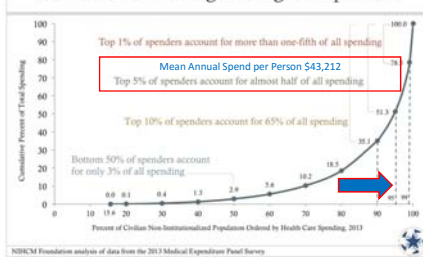 100
90
80
70
60
50
40
30
20
10
0
Cumulative Percent of Total Spending
Top 1% of spenders account for more than one-fifth of all spending
Mean Annual Spend per Person $43,212
Top 5% of spenders account for almost half of all spending
Top 10% of spenders account for 65% of all spending
Bottom 50% of spenders account
for only 3% of all spending
100.0
51.3
35.1
18.5
10.2
5.6
2.9
1.3
0.4
0.0 0.1
15.6
0 10 20 30 40 50 60 70 80 90 100
Percent of Civilian Non-Institutionalized Population Ordered by Health Care Spending, 2013
NIHCM Foundation analysis of data from the 2013 Medical Expenditure Panel Survey